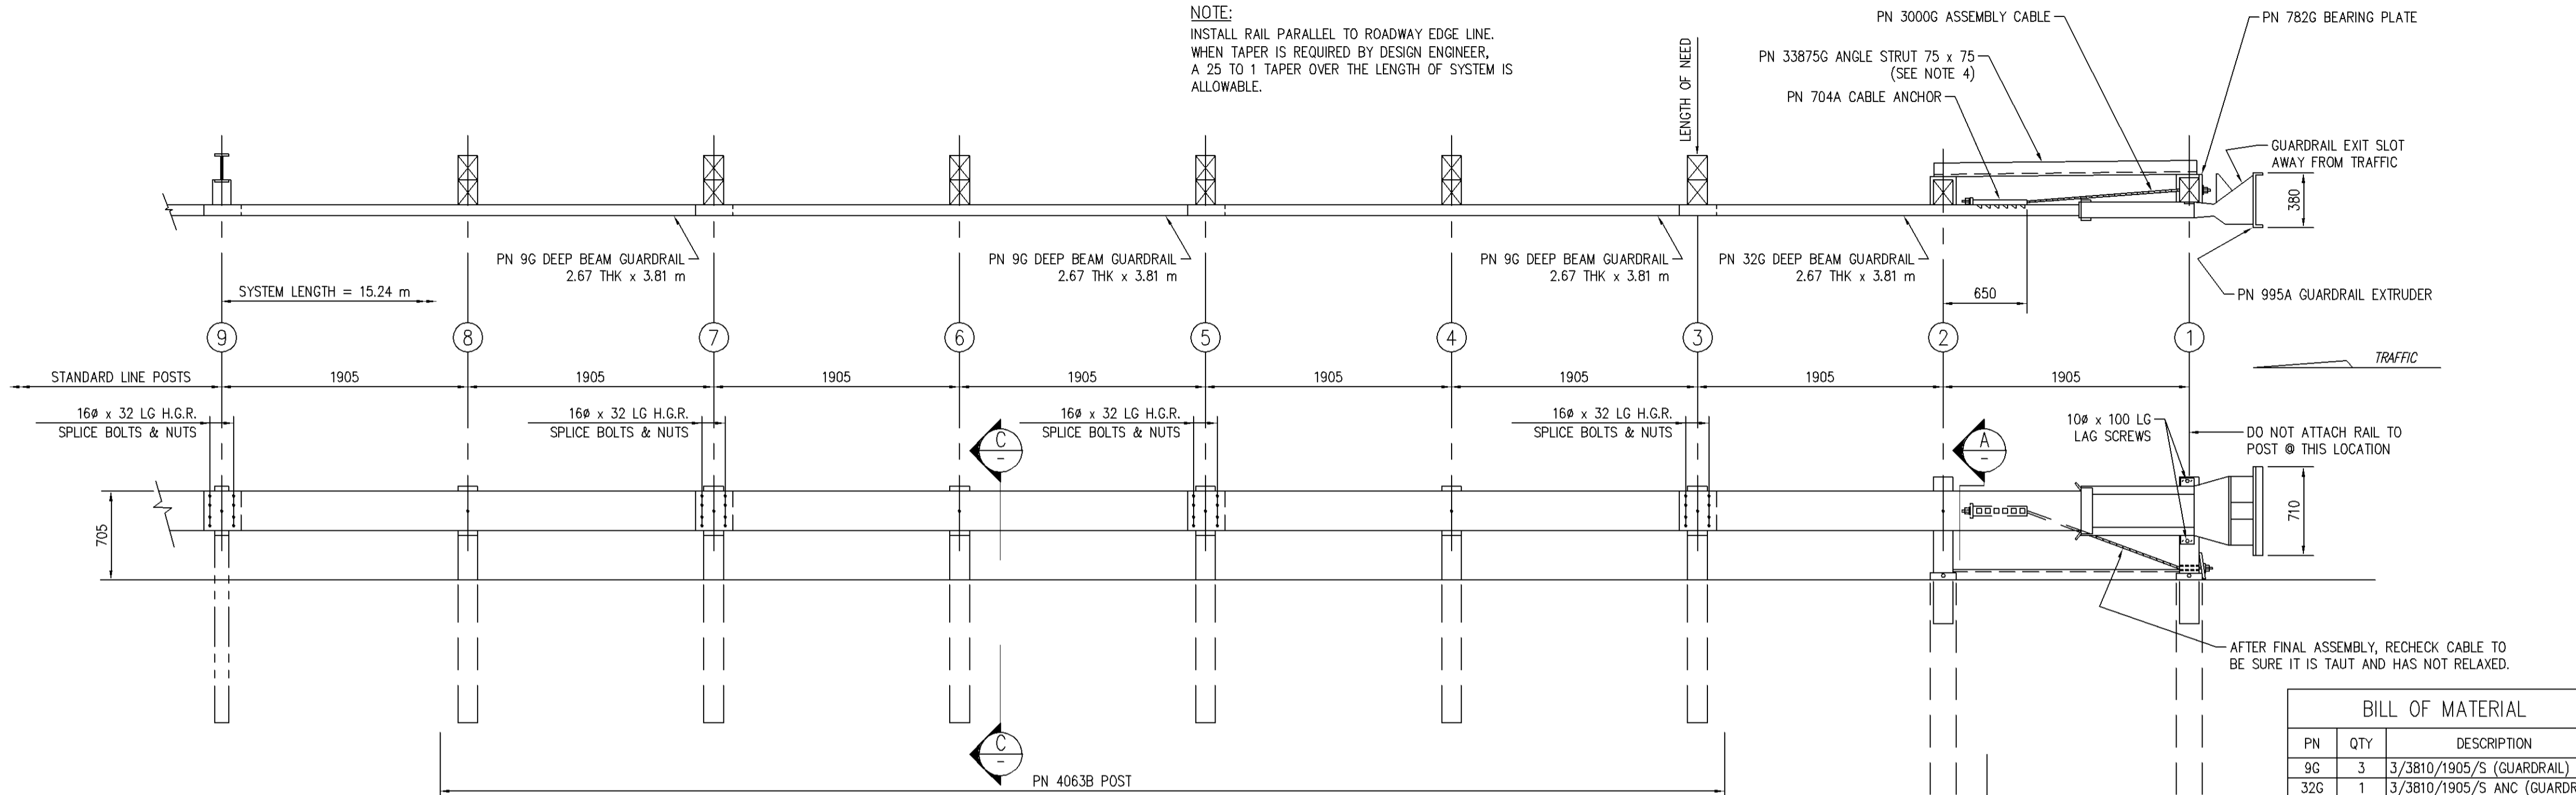 NOTE:
INSTALL RAIL PARALLEL TO ROADWAY EDGE LINE.
WHEN TAPER IS REQUIRED BY DESIGN ENGINEER,
A 25 TO 1 TAPER OVER THE LENGTH OF SYSTEM IS
ALLOWABLE.
LENGTH OF NEED
PN 3000G ASSEMBLY CABLE
PN 782G BEARING PLATE
PN 33875G ANGLE STRUT 75 x 75
(SEE NOTE 4)
PN 704A CABLE ANCHOR
GUARDRAIL EXIT SLOT
AWAY FROM TRAFFIC
380
PN 9G DEEP BEAM GUARDRAIL
2.67 THK x 3.81 m
PN 9G DEEP BEAM GUARDRAIL
2.67 THK x 3.81 m
PN 9G DEEP BEAM GUARDRAIL
2.67 THK x 3.81 m
PN 32G DEEP BEAM GUARDRAIL
2.67 THK x 3.81 m
SYSTEM LENGTH = 15.24 m
650
PN 995A GUARDRAIL EXTRUDER
9 8 7 6 5 4 3 2 1
TRAFFIC
STANDARD LINE POSTS 1905 1905 1905 1905 1905 1905 1905 1905
16ø x 32 LG H.G.R.
SPLICE BOLTS & NUTS
16ø x 32 LG H.G.R.
SPLICE BOLTS & NUTS
16ø x 32 LG H.G.R.
SPLICE BOLTS & NUTS
16ø x 32 LG H.G.R.
SPLICE BOLTS & NUTS
10ø x 100 LG
LAG SCREWS
DO NOT ATTACH RAIL TO
POST @ THIS LOCATION
C
-
A
-
705
710
AFTER FINAL ASSEMBLY, RECHECK CABLE TO
BE SURE IT IS TAUT AND HAS NOT RELAXED.
C
-
PN 4063B POST
BILL OF MATERIAL
PN QTY DESCRIPTION
9G 3 3/3810/1905/S (GUARDRAIL)
32G 1 3/3810/1905/S ANC (GUARDR